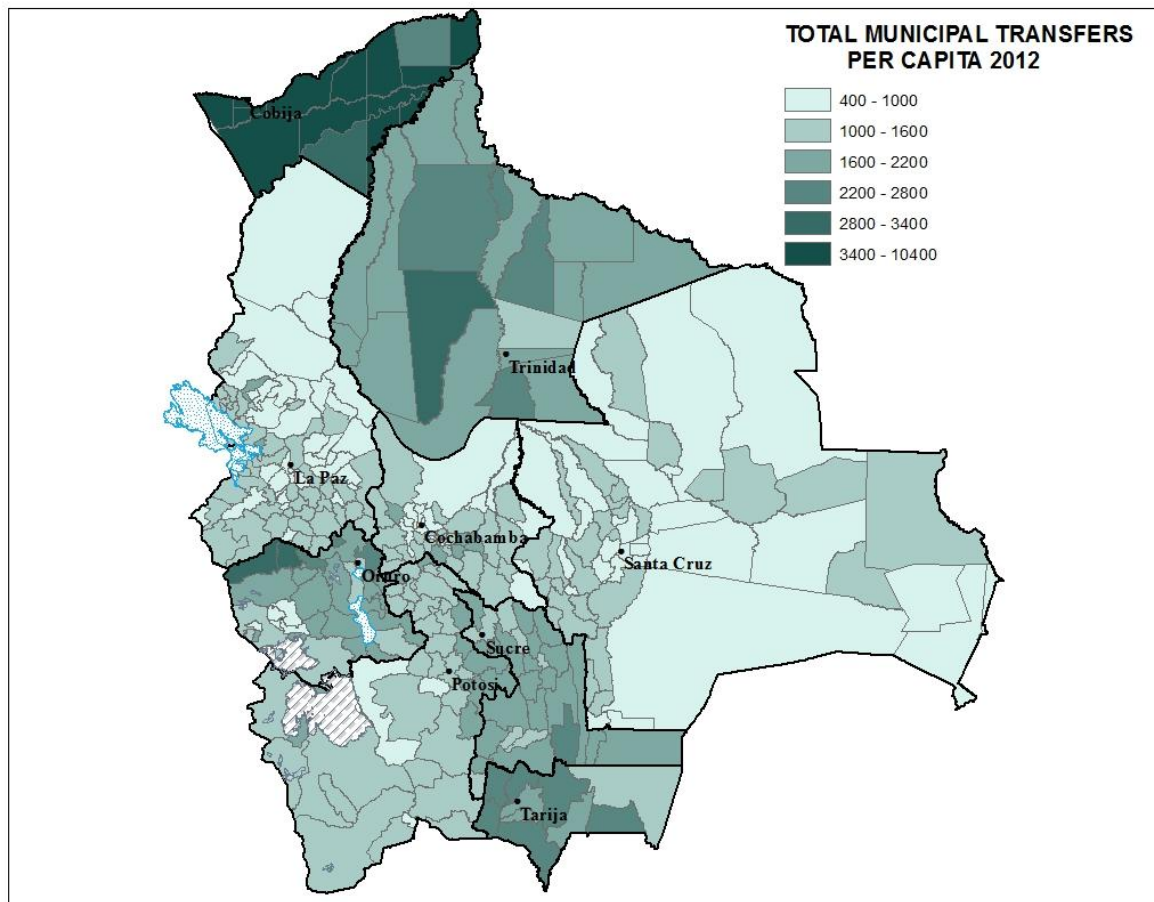 TOTAL MUNICIPAL TRANSFERS
PER CAPITA 2012
400 - 1000
1000 - 1600
1600 - 2200
2200 - 2800
2800 - 3400
3400 - 10400
Cobija
Trinidad
La Paz
Cochabamba
Santa Cruz
Oruro
Sucre
Potosi
Tarija